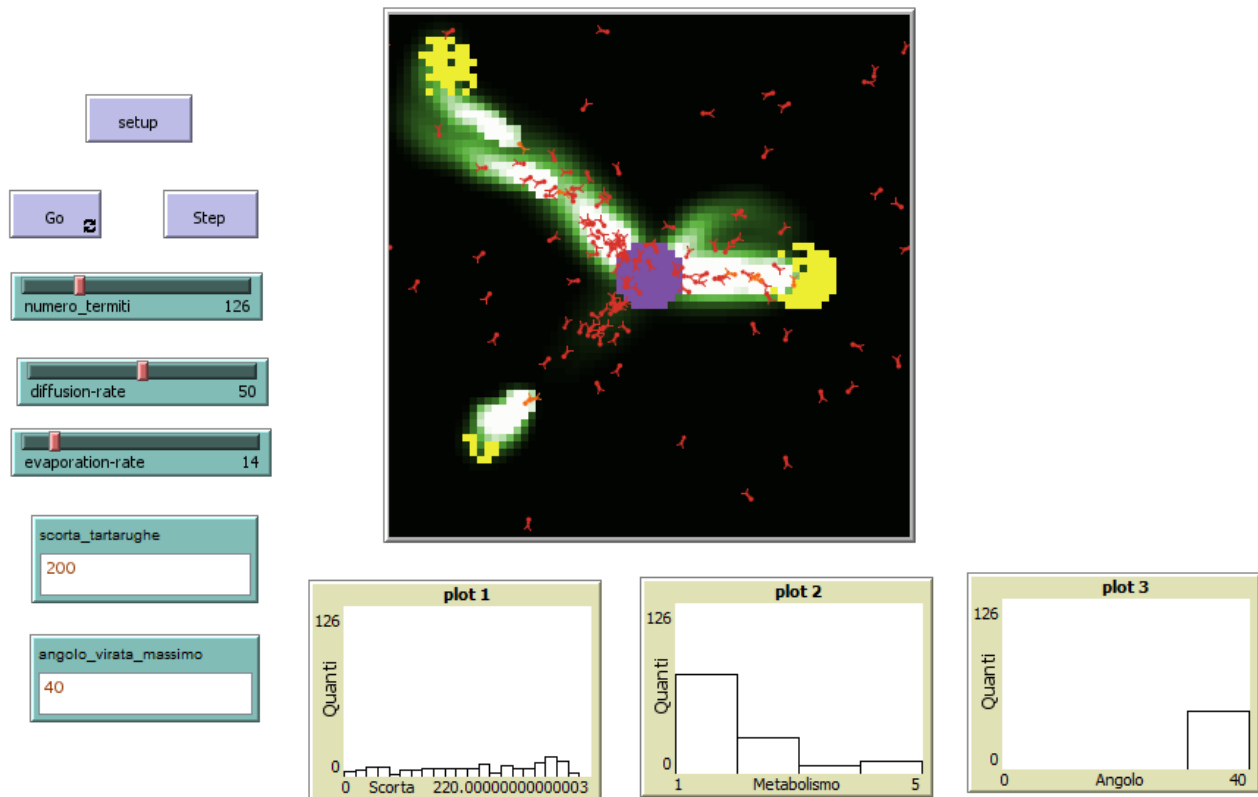 setup
Go
Step
numero_termiti 126
diffusion-rate 50
evaporation-rate 14
scorta_tartarughe
200
angolo_virata_massimo
40
plot 1
126
Quanti
0
0 Scorta 220.00000000000003
plot 2
126
Quanti
0
1 Metabolismo 5
plot 3
126
Quanti
0
0 Angolo 40